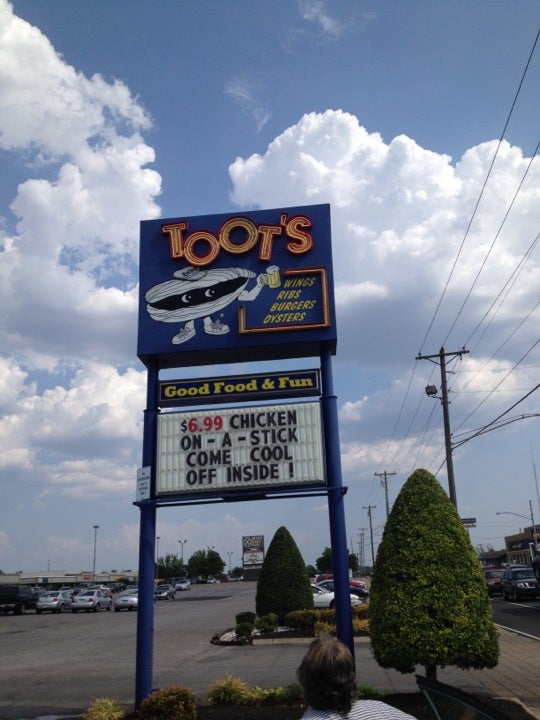 TOOT'S
WINGS
RIBS
BURGERS
OYSTERS
Good Food & Fun
$6.99 CHICKEN
ON - A - STICK
COME COOL
OFF INSIDE !